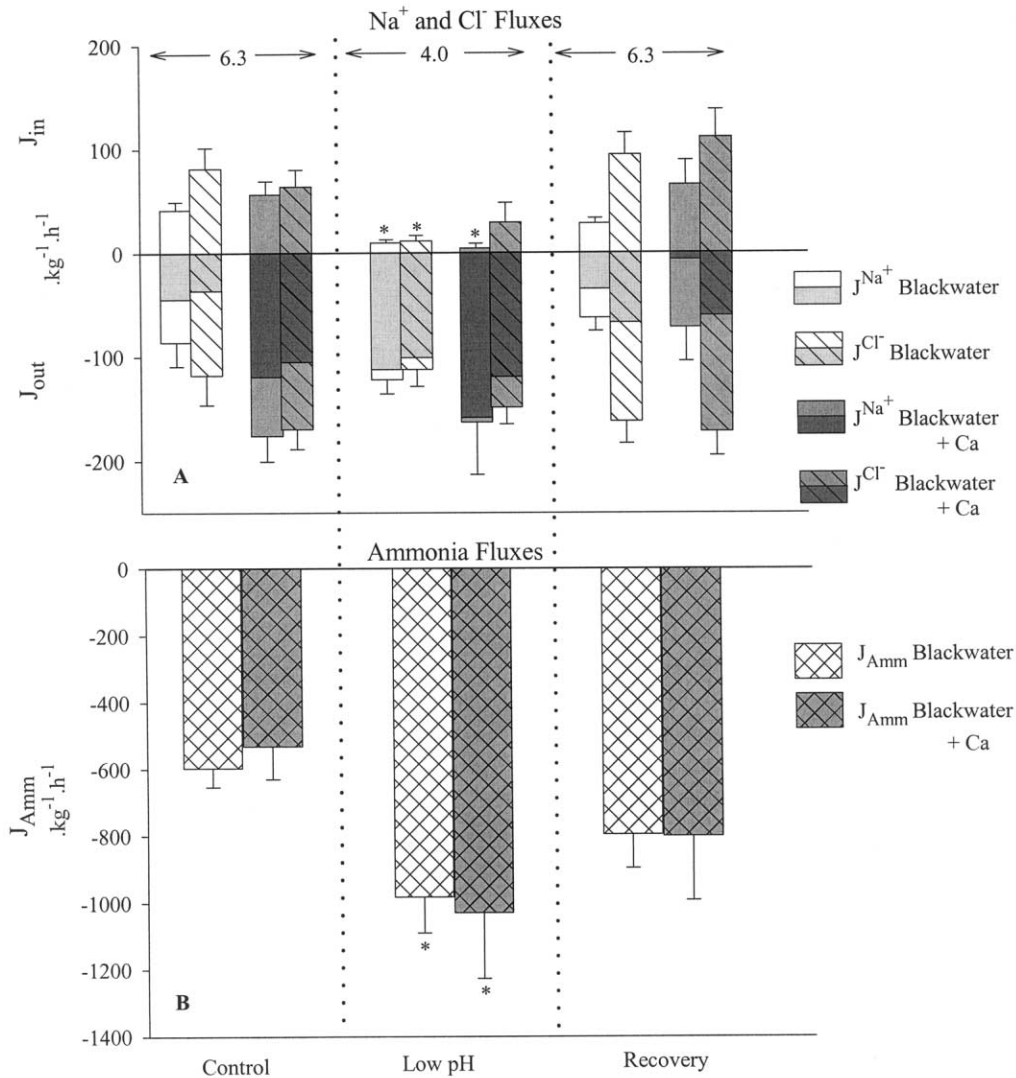 Na⁺ and Cl⁻ Fluxes
6.3
4.0
6.3
200
100
0
-100
-200
J_in
.kg⁻¹.h⁻¹
J_out
* * *
A
J^Na⁺ Blackwater
J^Cl⁻ Blackwater
J^Na⁺ Blackwater
+ Ca
J^Cl⁻ Blackwater
+ Ca
Ammonia Fluxes
0
-200
-400
-600
-800
-1000
-1200
-1400
J_Amm
.kg⁻¹.h⁻¹
*
*
B
J_Amm Blackwater
J_Amm Blackwater
+ Ca
Control
Low pH
Recovery